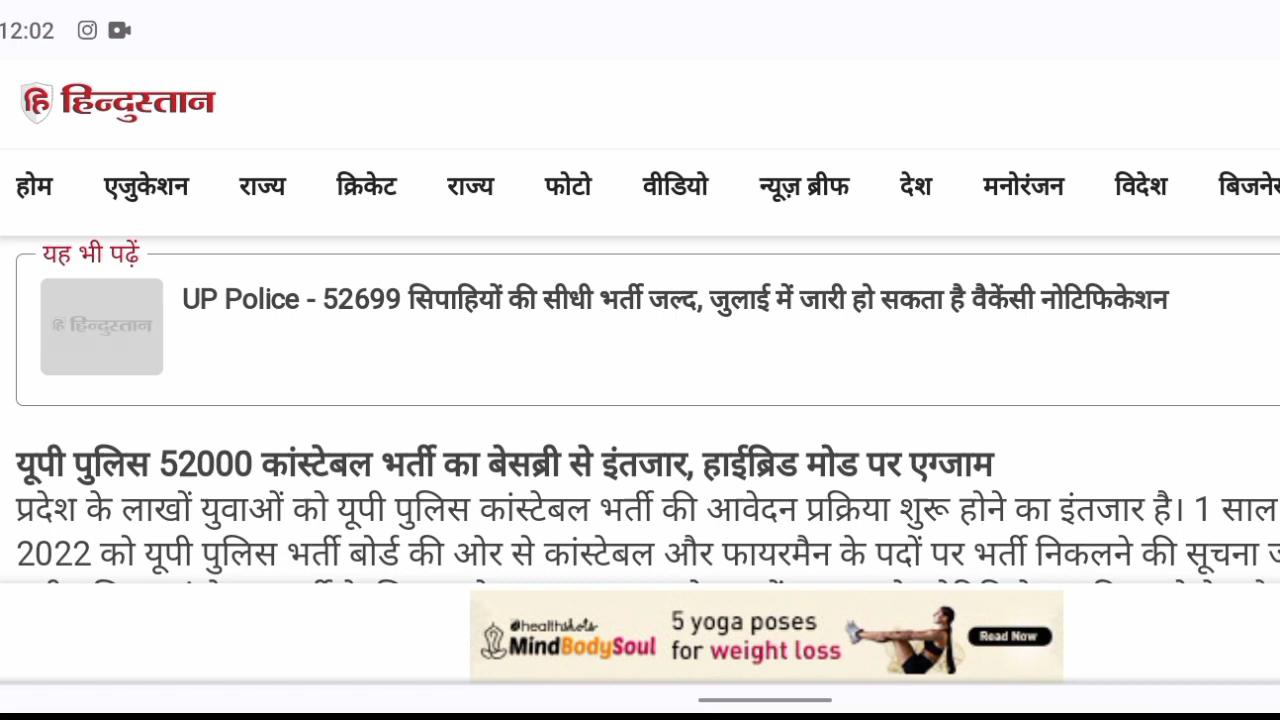 12:02
हि हिन्दुस्तान
होम एजुकेशन राज्य क्रिकेट राज्य फोटो वीडियो न्यूज़ ब्रीफ देश मनोरंजन विदेश
यह भी पढ़ें
हि हिन्दुस्तान
UP Police - 52699 सिपाहियों की सीधी भर्ती जल्द, जुलाई में जारी हो सकता है वैकेंसी नोटिफिकेशन
यूपी पुलिस 52000 कांस्टेबल भर्ती का बेसब्री से इंतजार, हाईब्रिड मोड पर एग्जाम
प्रदेश के लाखों युवाओं को यूपी पुलिस कांस्टेबल भर्ती की आवेदन प्रक्रिया शुरू होने का इंतजार है। 1 साल
2022 को यूपी पुलिस भर्ती बोर्ड की ओर से कांस्टेबल और फायरमैन के पदों पर भर्ती निकलने की सूचना
healthshots
MindBodySoul
5 yoga poses
for weight loss
Read Now